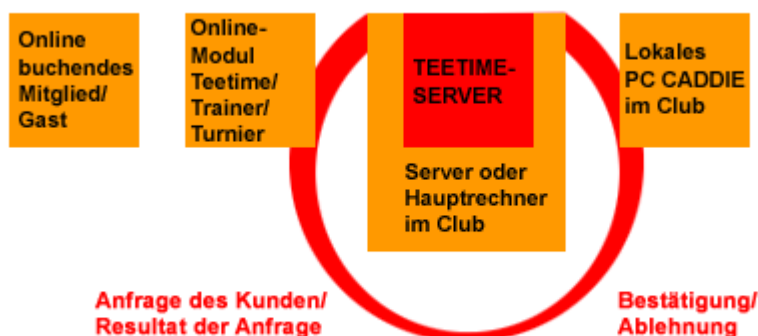 Online
buchendes
Mitglied/
Gast
Online-
Modul
Teetime/
Trainer/
Turnier
TEETIME-
SERVER
Server oder
Hauptrechner
im Club
Lokales
PC CADDIE
im Club
Anfrage des Kunden/
Resultat der Anfrage
Bestätigung/
Ablehnung